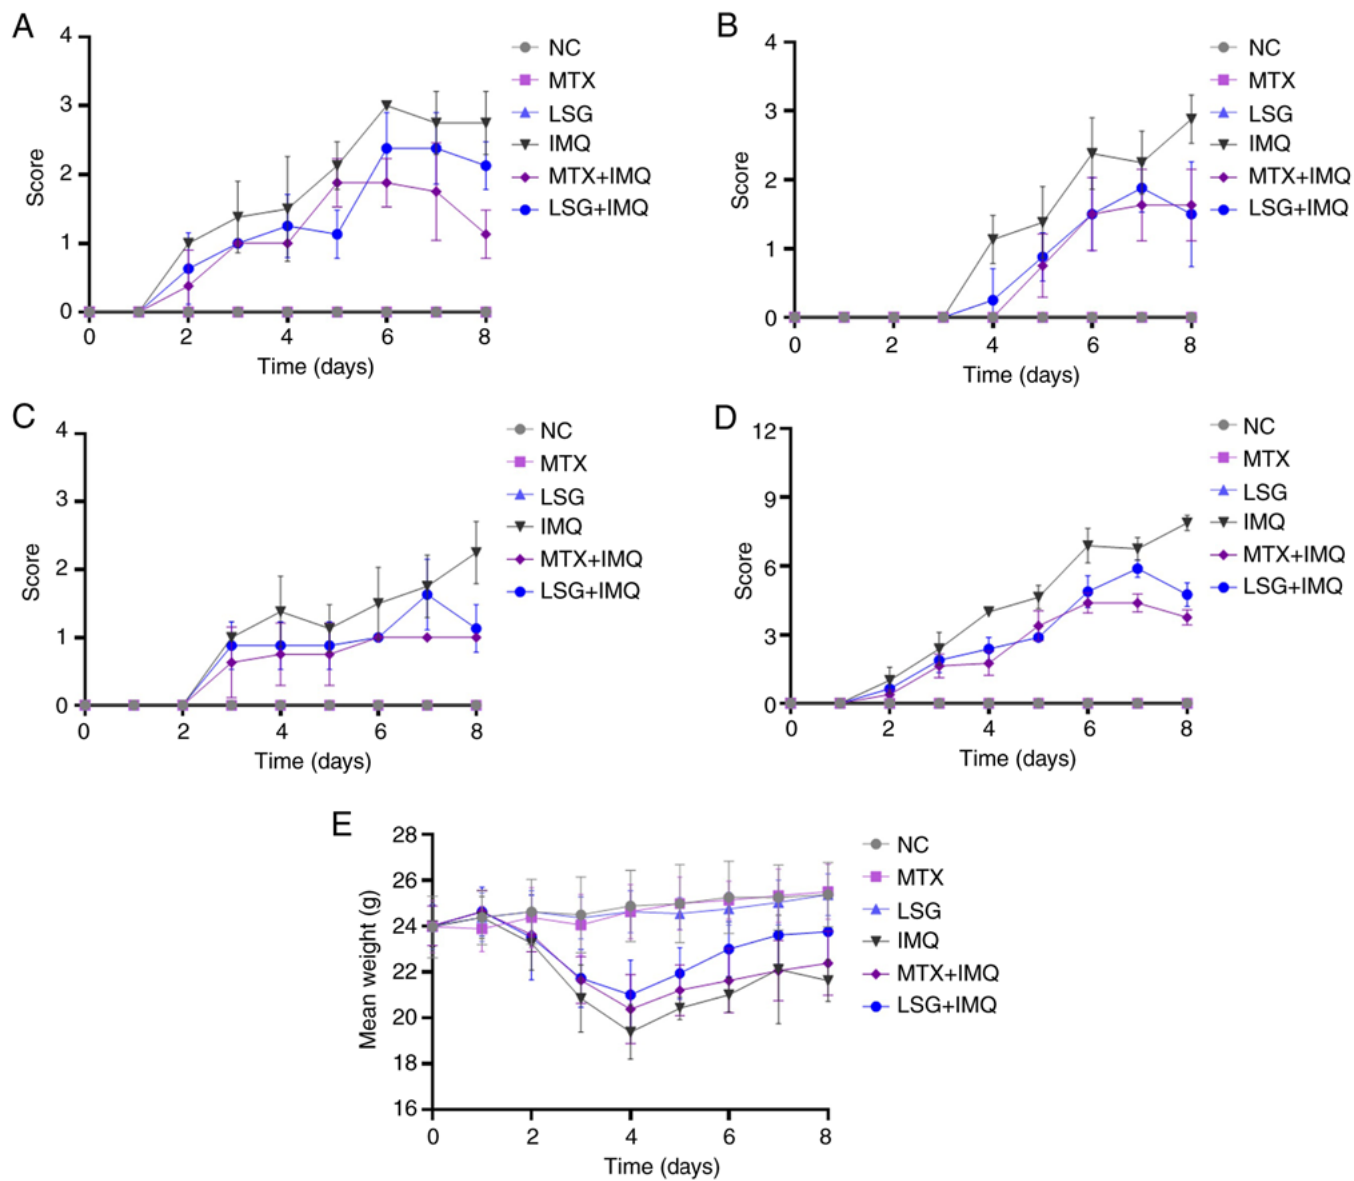 A
4
3
2
1
0
Score
0
2
4
6
8
Time (days)
NC
MTX
LSG
IMQ
MTX+IMQ
LSG+IMQ
B
4
3
2
1
0
Score
0
2
4
6
8
Time (days)
NC
MTX
LSG
IMQ
MTX+IMQ
LSG+IMQ
C
4
3
2
1
0
Score
0
2
4
6
8
Time (days)
NC
MTX
LSG
IMQ
MTX+IMQ
LSG+IMQ
D
12
9
6
3
0
Score
0
2
4
6
8
Time (days)
NC
MTX
LSG
IMQ
MTX+IMQ
LSG+IMQ
E
28
26
24
22
20
18
16
Mean weight (g)
0
2
4
6
8
Time (days)
NC
MTX
LSG
IMQ
MTX+IMQ
LSG+IMQ